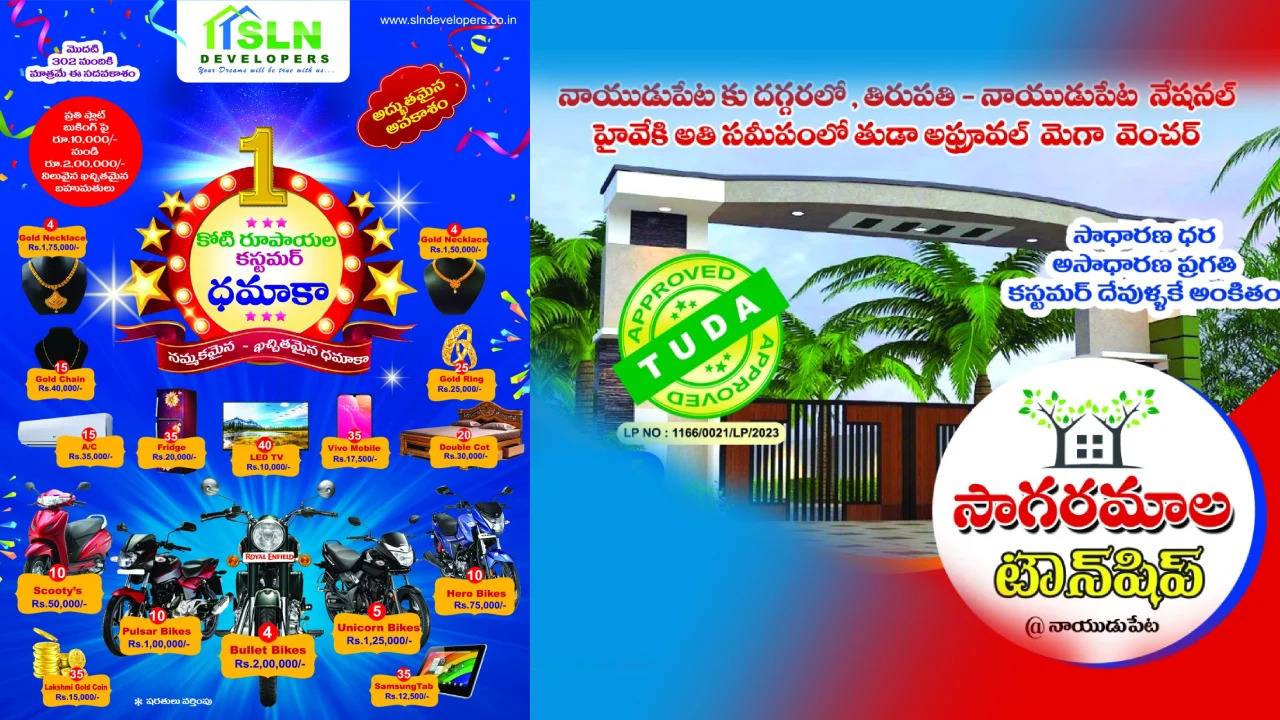 SLN
DEVELOPERS
Your Dreams will be true with us...
www.slndevelopers.co.in
మొదటి
302 మందికి
మాత్రమే ఈ సదవకాశం
అద్భుతమైన
అవకాశం
ప్రతి ప్లాట్
బుకింగ్ పై
రూ.10,000/-
నుండి
రూ.2,00,000/-
విలువైన ఖచ్చితమైన
బహుమతులు
1
కోటి రూపాయల
కస్టమర్
ధమాకా
నమ్మకమైన - ఖచ్చితమైన ధమాకా
4
Gold Necklace
Rs.1,75,000/-
4
Gold Necklace
Rs.1,50,000/-
15
Gold Chain
Rs.40,000/-
25
Gold Ring
Rs.25,000/-
15
A/C
Rs.35,000/-
35
Fridge
Rs.20,000/-
40
LED TV
Rs.10,000/-
35
Vivo Mobile
Rs.17,500/-
20
Double Cot
Rs.30,000/-
10
Scooty's
Rs.50,000/-
10
Pulsar Bikes
Rs.1,00,000/-
ROYAL ENFIELD
4
Bullet Bikes
Rs.2,00,000/-
5
Unicorn Bikes
Rs.1,25,000/-
10
Hero Bikes
Rs.75,000/-
35
Lakshmi Gold Coin
Rs.15,000/-
35
SamsungTab
Rs.12,500/-
* షరతులు వర్తింపు
నాయుడుపేట కు దగ్గరలో , తిరుపతి - నాయుడుపేట నేషనల్
హైవేకి అతి సమీపంలో తుడా అప్రూవల్ మెగా వెంచర్
సాధారణ ధర
అసాధారణ ప్రగతి
కస్టమర్ దేవుళ్ళకే అంకితం
APPROVED
TUDA
APPROVED
LP NO : 1166/0021/LP/2023
సాగరమాల
టౌన్‌షిప్
@ నాయుడుపేట